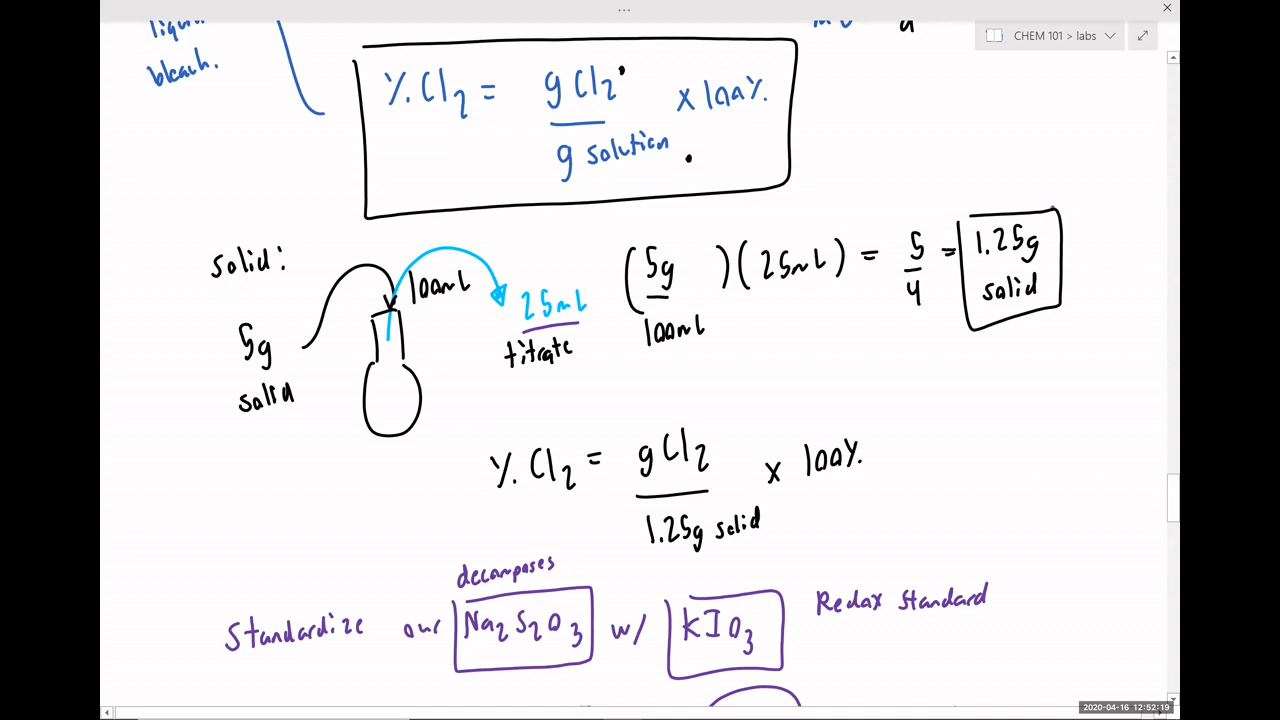 CHEM 101 > labs
bleach.
%Cl2 = g Cl2 / g solution x 100%
solid:
5g
solid
100mL
25mL
titrate
(5g / 100mL)(25mL) = 5/4 = 1.25g
solid
% Cl2 = g Cl2 / 1.25g solid x 100%
decomposes
Standardize our Na2S2O3 w/ KIO3 Redox Standard
2020-04-16 12:52:19